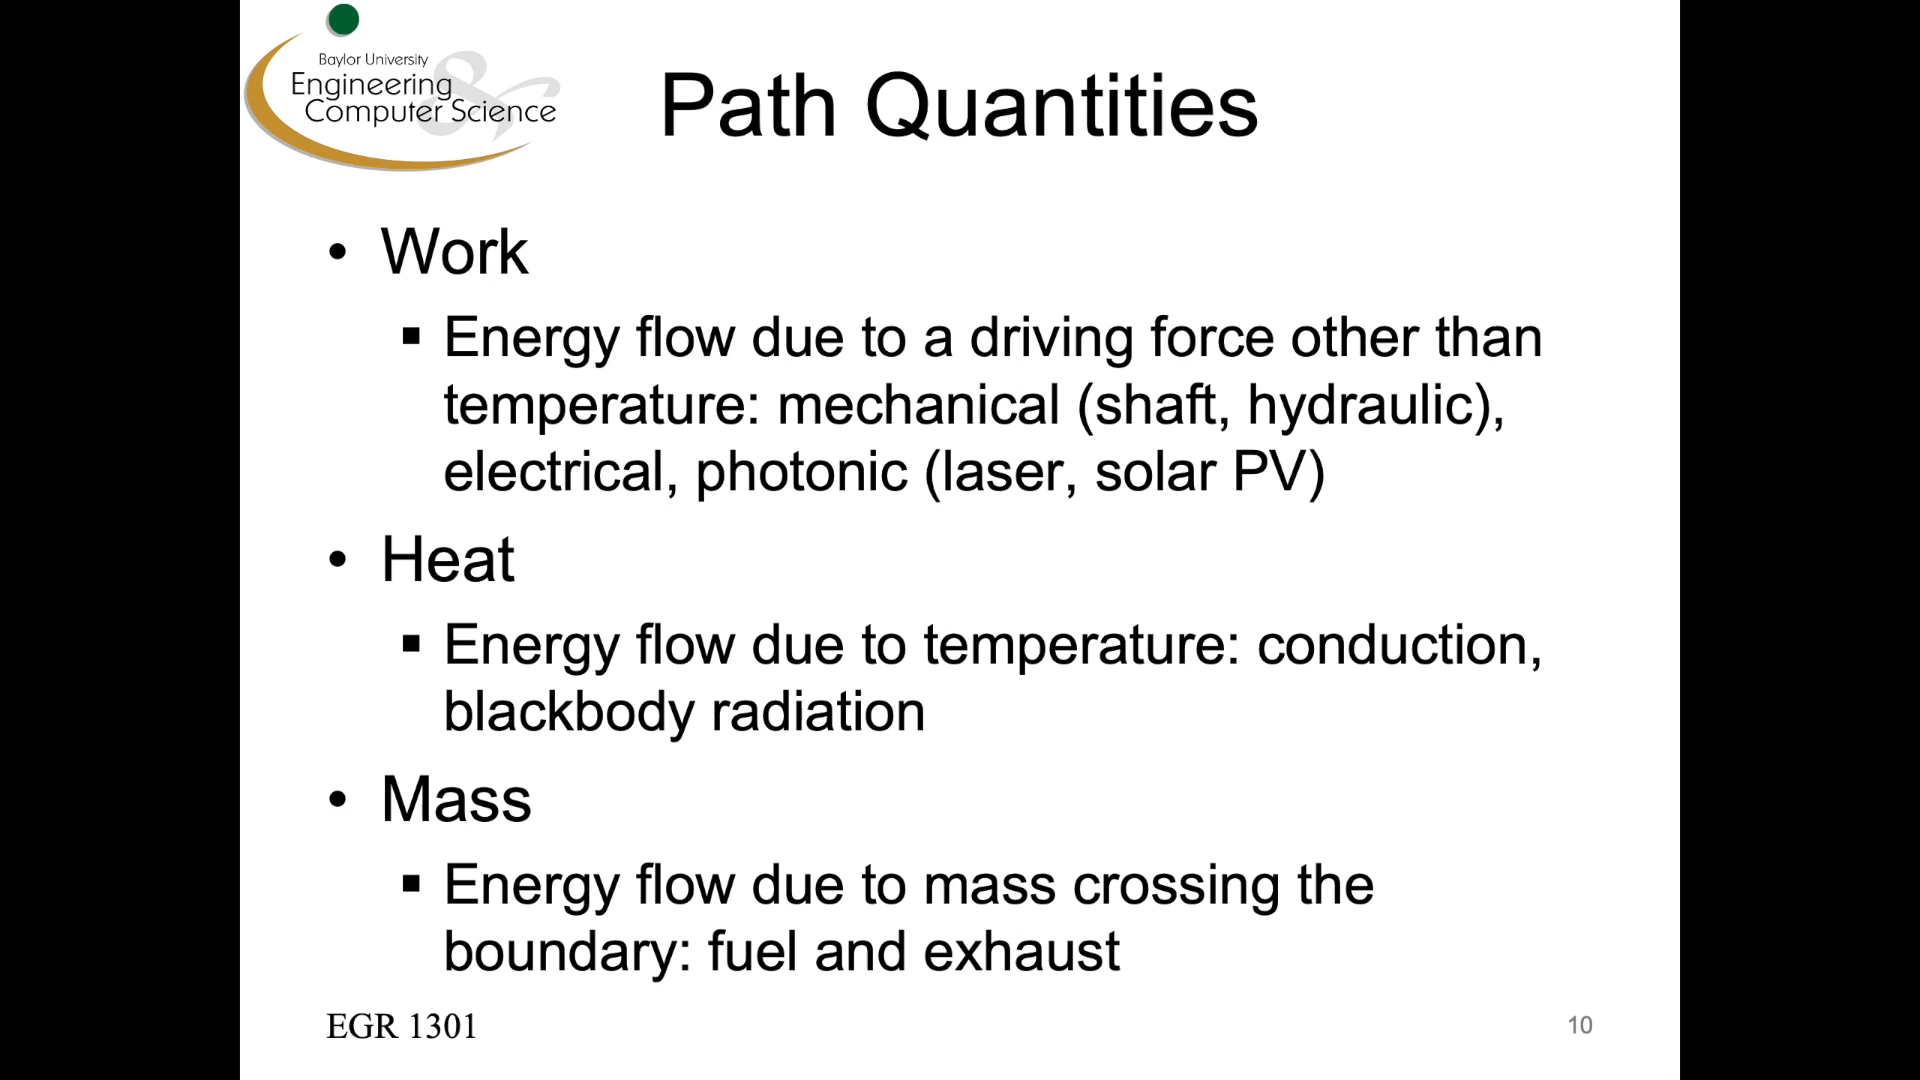 Baylor University
Engineering
Computer Science
&
Path Quantities
• Work
▪ Energy flow due to a driving force other than
temperature: mechanical (shaft, hydraulic),
electrical, photonic (laser, solar PV)
• Heat
▪ Energy flow due to temperature: conduction,
blackbody radiation
• Mass
▪ Energy flow due to mass crossing the
boundary: fuel and exhaust
EGR 1301
10